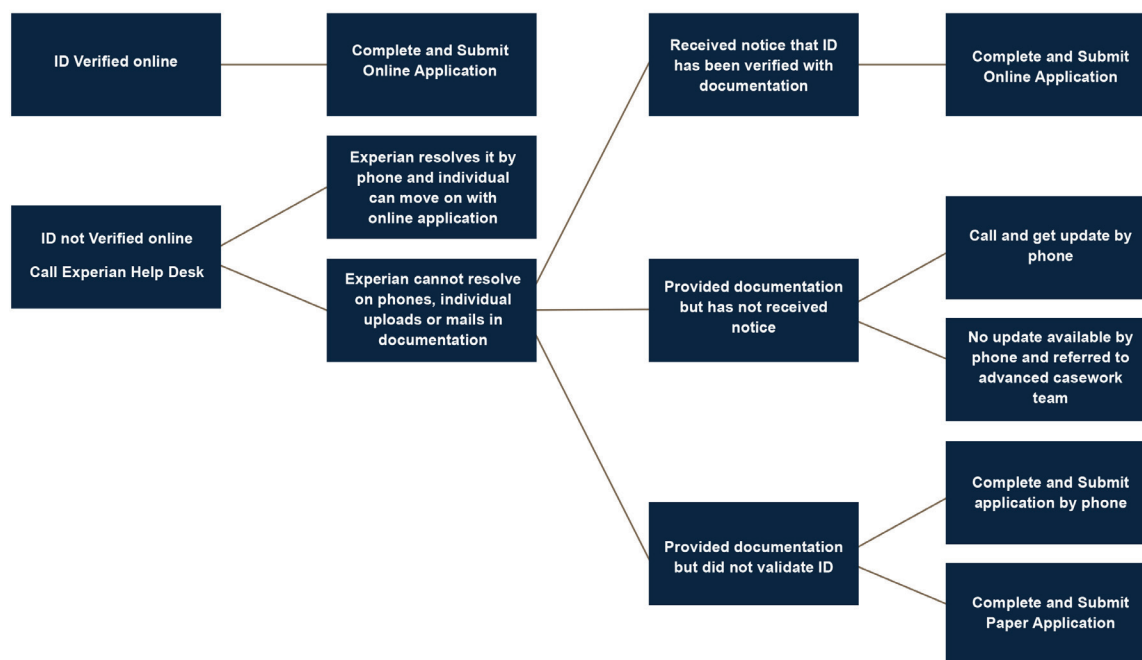 ID Verified online
Complete and Submit
Online Application
Received notice that ID
has been verified with
documentation
Complete and Submit
Online Application
Experian resolves it by
phone and individual
can move on with
online application
ID not Verified online
Call Experian Help Desk
Experian cannot resolve
on phones, individual
uploads or mails in
documentation
Provided documentation
but has not received
notice
Call and get update by
phone
No update available by
phone and referred to
advanced casework
team
Provided documentation
but did not validate ID
Complete and Submit
application by phone
Complete and Submit
Paper Application